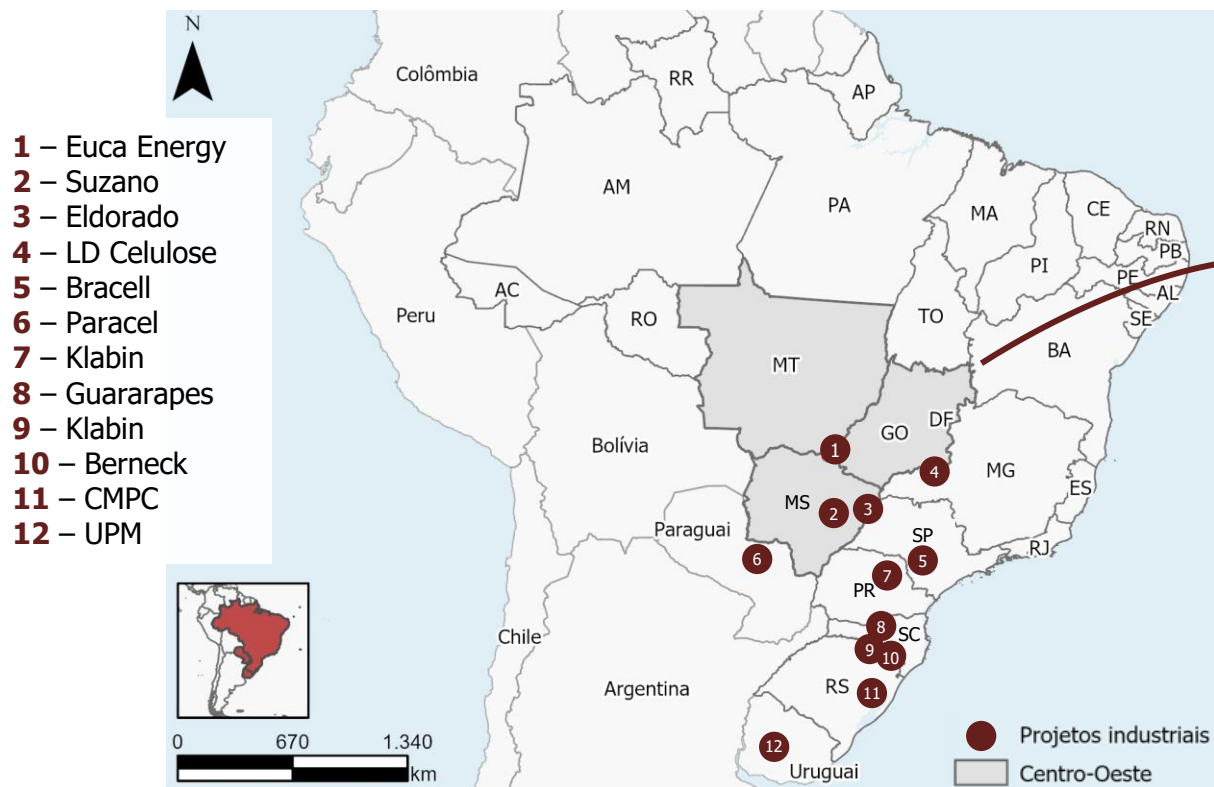 1 – Euca Energy
2 – Suzano
3 – Eldorado
4 – LD Celulose
5 – Bracell
6 – Paracel
7 – Klabin
8 – Guararapes
9 – Klabin
10 – Berneck
11 – CMPC
12 – UPM
N
Colômbia
RR
AP
AM
PA
MA
CE
RN
PB
PI
PE
AL
SE
AC
Peru
RO
TO
BA
MT
GO
DF
Bolívia
1
4
MG
ES
MS
2
3
Paraguai
SP
RJ
6
5
7
PR
8
SC
9
10
Chile
Argentina
RS
11
12
Uruguai
0 670 1.340
km
Projetos industriais
Centro-Oeste